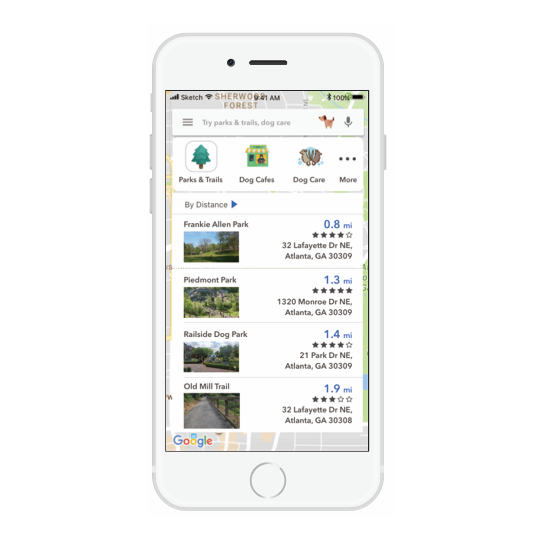 SHERWOOD
Sketch 9:41 AM 100%
FOREST
Try parks & trails, dog care
Parks & Trails Dog Cafes Dog Care More
By Distance
Frankie Allen Park 0.8 mi
32 Lafayette Dr NE,
Atlanta, GA 30309
Piedmont Park 1.3 mi
1320 Monroe Dr NE,
Atlanta, GA 30309
Railside Dog Park 1.4 mi
21 Park Dr NE,
Atlanta, GA 30309
Old Mill Trail 1.9 mi
32 Lafayette Dr NE,
Atlanta, GA 30308
Google